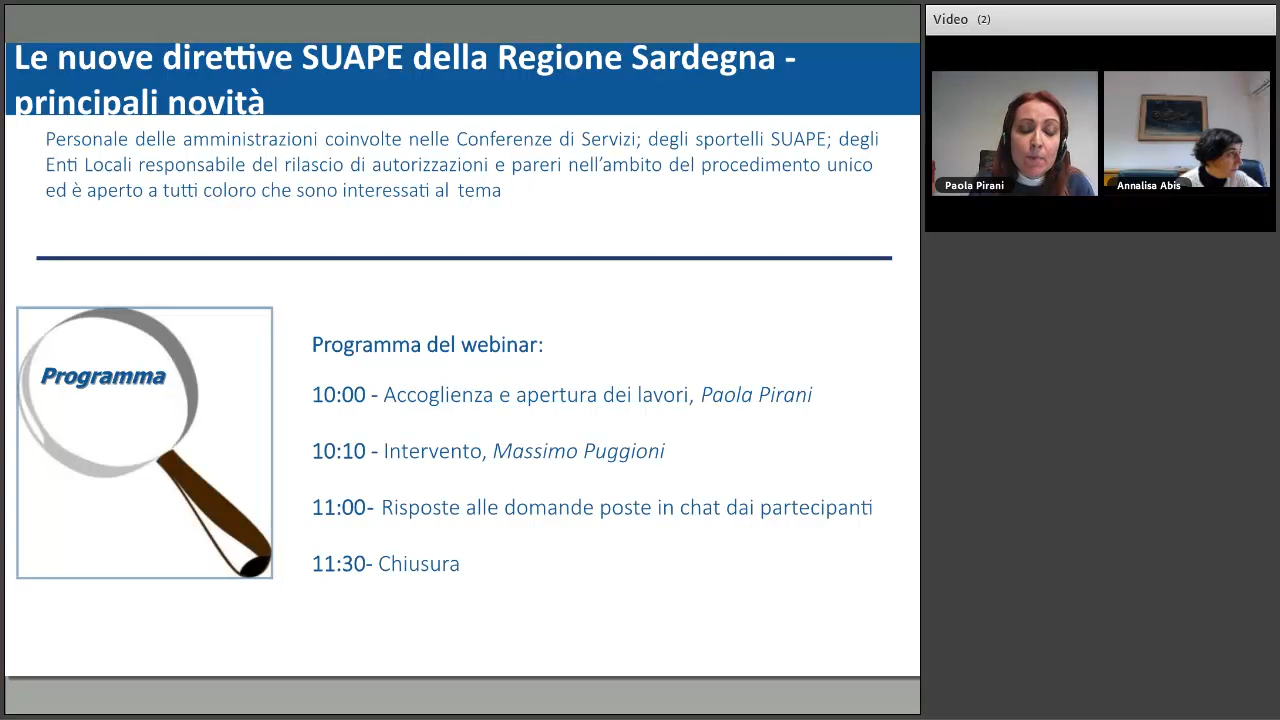 Le nuove direttive SUAPE della Regione Sardegna -
principali novità
Personale delle amministrazioni coinvolte nelle Conferenze di Servizi; degli sportelli SUAPE; degli
Enti Locali responsabile del rilascio di autorizzazioni e pareri nell’ambito del procedimento unico
ed è aperto a tutti coloro che sono interessati al tema
Programma
Programma del webinar:
10:00 - Accoglienza e apertura dei lavori, Paola Pirani
10:10 - Intervento, Massimo Puggioni
11:00- Risposte alle domande poste in chat dai partecipanti
11:30- Chiusura
Video (2)
Paola Pirani
Annalisa Abis